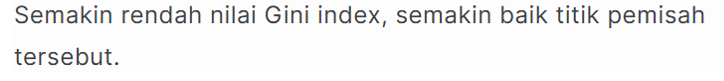 Semakin rendah nilai Gini index, semakin baik titik pemisah
tersebut.